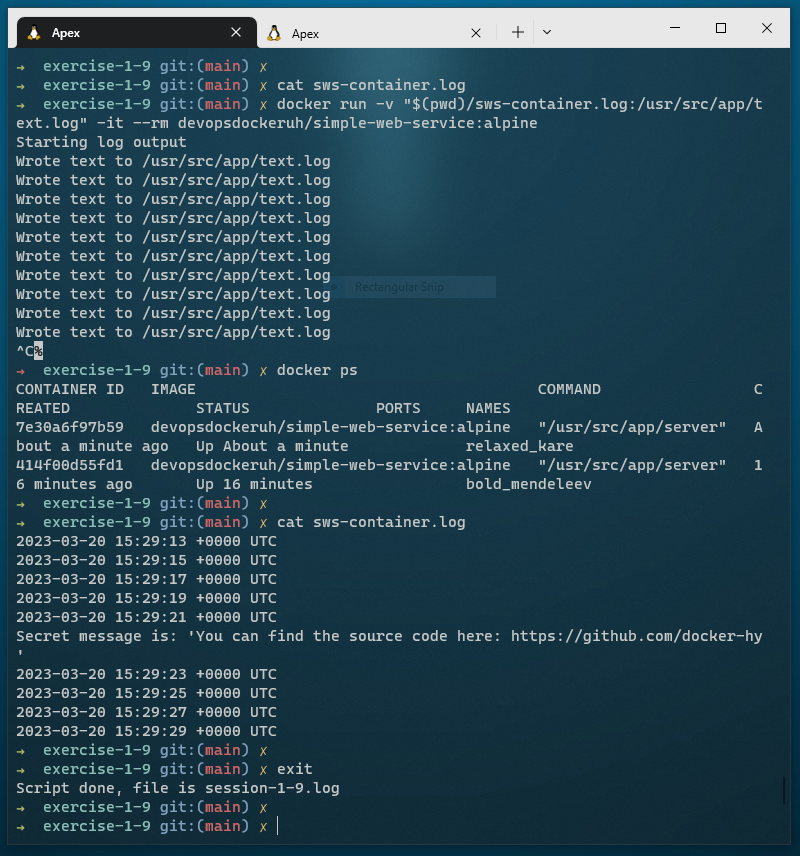 Apex
Apex
→ exercise-1-9 git:(main) ✗
→ exercise-1-9 git:(main) ✗ cat sws-container.log
→ exercise-1-9 git:(main) ✗ docker run -v "$(pwd)/sws-container.log:/usr/src/app/t
ext.log" -it --rm devopsdockeruh/simple-web-service:alpine
Starting log output
Wrote text to /usr/src/app/text.log
Wrote text to /usr/src/app/text.log
Wrote text to /usr/src/app/text.log
Wrote text to /usr/src/app/text.log
Wrote text to /usr/src/app/text.log
Wrote text to /usr/src/app/text.log
Wrote text to /usr/src/app/text.log
Rectangular Snip
Wrote text to /usr/src/app/text.log
Wrote text to /usr/src/app/text.log
Wrote text to /usr/src/app/text.log
^C%
→ exercise-1-9 git:(main) ✗ docker ps
CONTAINER ID   IMAGE                                      COMMAND                 C
REATED              STATUS              PORTS     NAMES
7e30a6f97b59   devopsdockeruh/simple-web-service:alpine   "/usr/src/app/server"   A
bout a minute ago   Up About a minute             relaxed_kare
414f00d55fd1   devopsdockeruh/simple-web-service:alpine   "/usr/src/app/server"   1
6 minutes ago       Up 16 minutes                 bold_mendeleev
→ exercise-1-9 git:(main) ✗
→ exercise-1-9 git:(main) ✗ cat sws-container.log
2023-03-20 15:29:13 +0000 UTC
2023-03-20 15:29:15 +0000 UTC
2023-03-20 15:29:17 +0000 UTC
2023-03-20 15:29:19 +0000 UTC
2023-03-20 15:29:21 +0000 UTC
Secret message is: 'You can find the source code here: https://github.com/docker-hy
'
2023-03-20 15:29:23 +0000 UTC
2023-03-20 15:29:25 +0000 UTC
2023-03-20 15:29:27 +0000 UTC
2023-03-20 15:29:29 +0000 UTC
→ exercise-1-9 git:(main) ✗
→ exercise-1-9 git:(main) ✗ exit
Script done, file is session-1-9.log
→ exercise-1-9 git:(main) ✗
→ exercise-1-9 git:(main) ✗